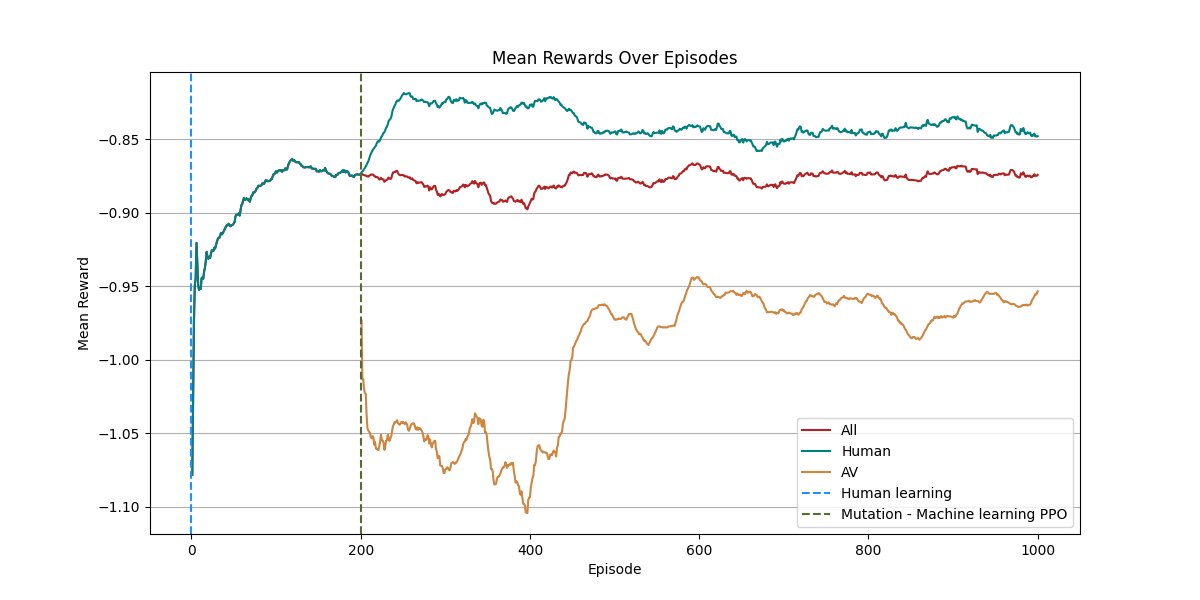 Mean Rewards Over Episodes
Mean Reward
−0.85
−0.90
−0.95
−1.00
−1.05
−1.10
0 200 400 600 800 1000
Episode
All
Human
AV
Human learning
Mutation - Machine learning PPO